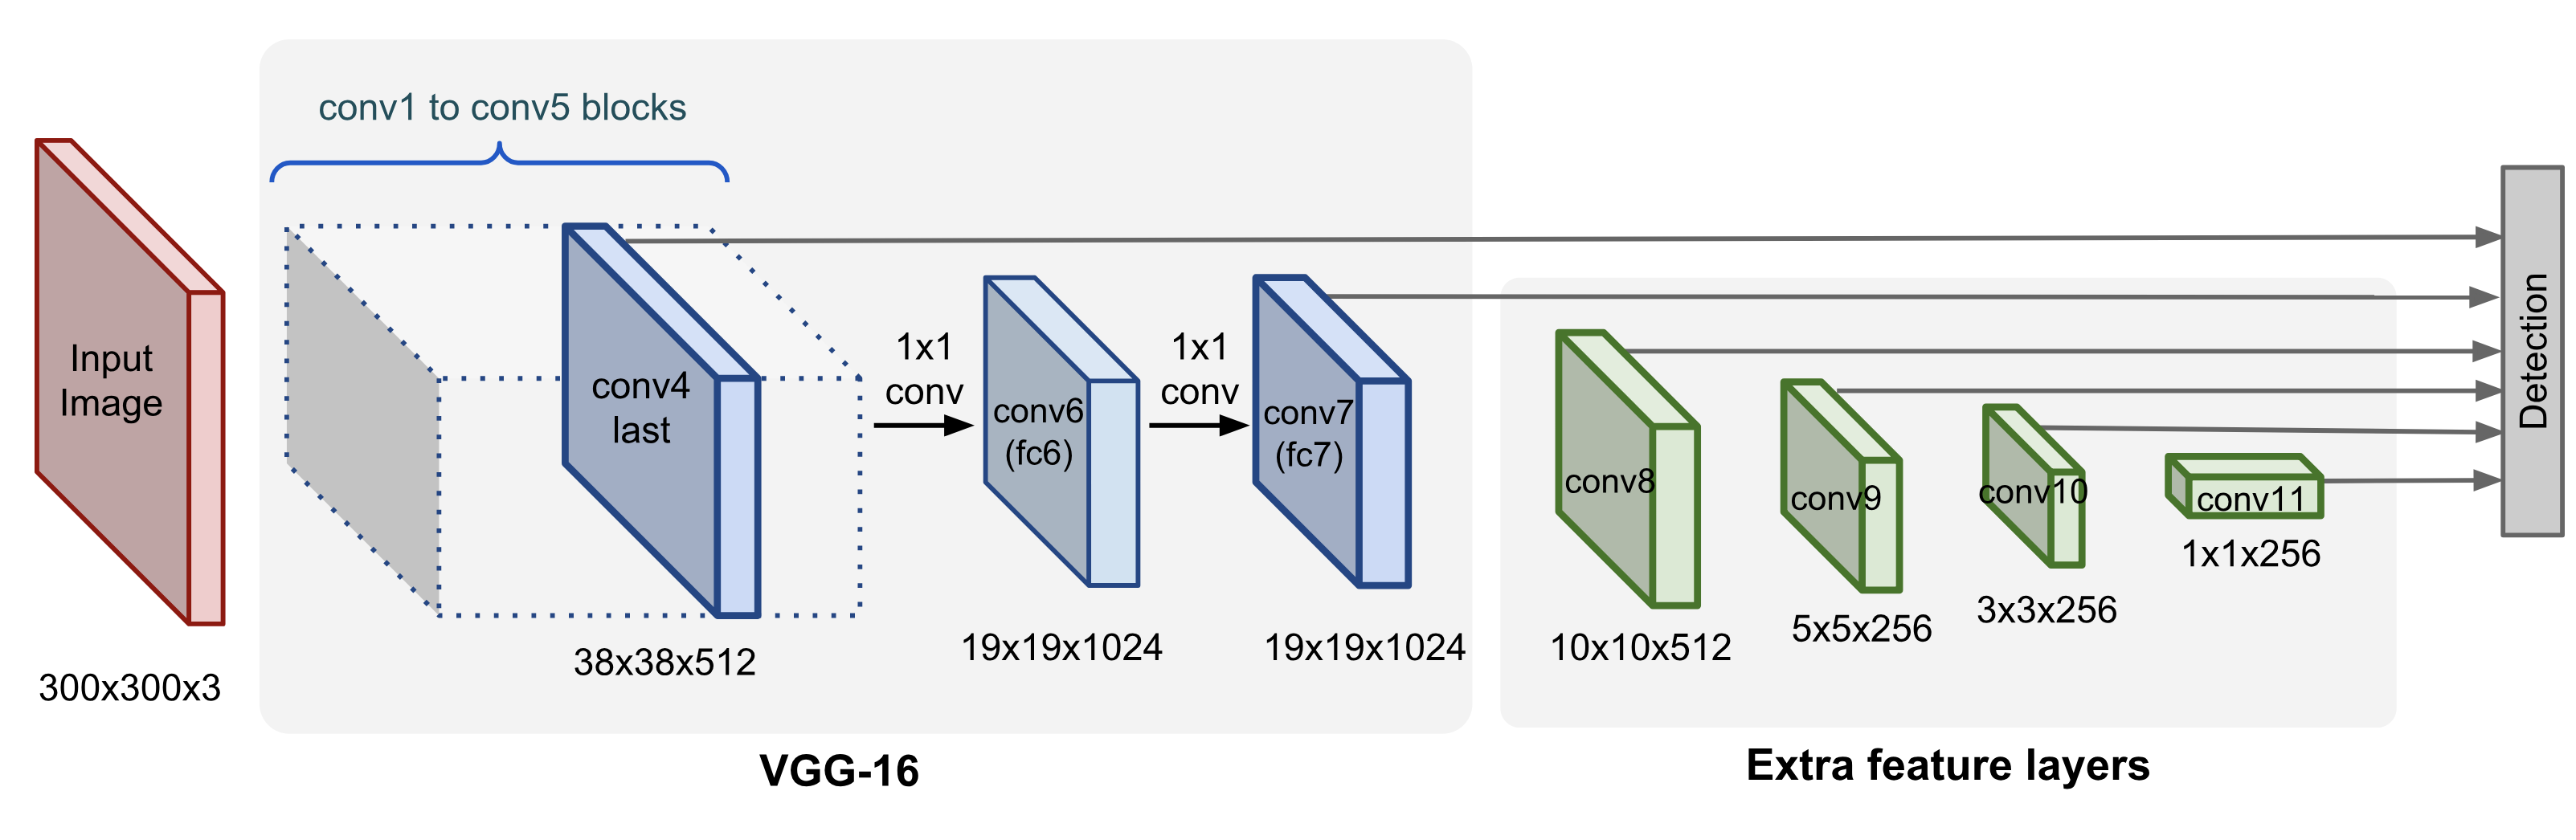 conv1 to conv5 blocks
Input
Image
300x300x3
conv4
last
38x38x512
1x1
conv
conv6
(fc6)
19x19x1024
1x1
conv
conv7
(fc7)
19x19x1024
VGG-16
conv8
10x10x512
conv9
5x5x256
conv10
3x3x256
conv11
1x1x256
Extra feature layers
Detection